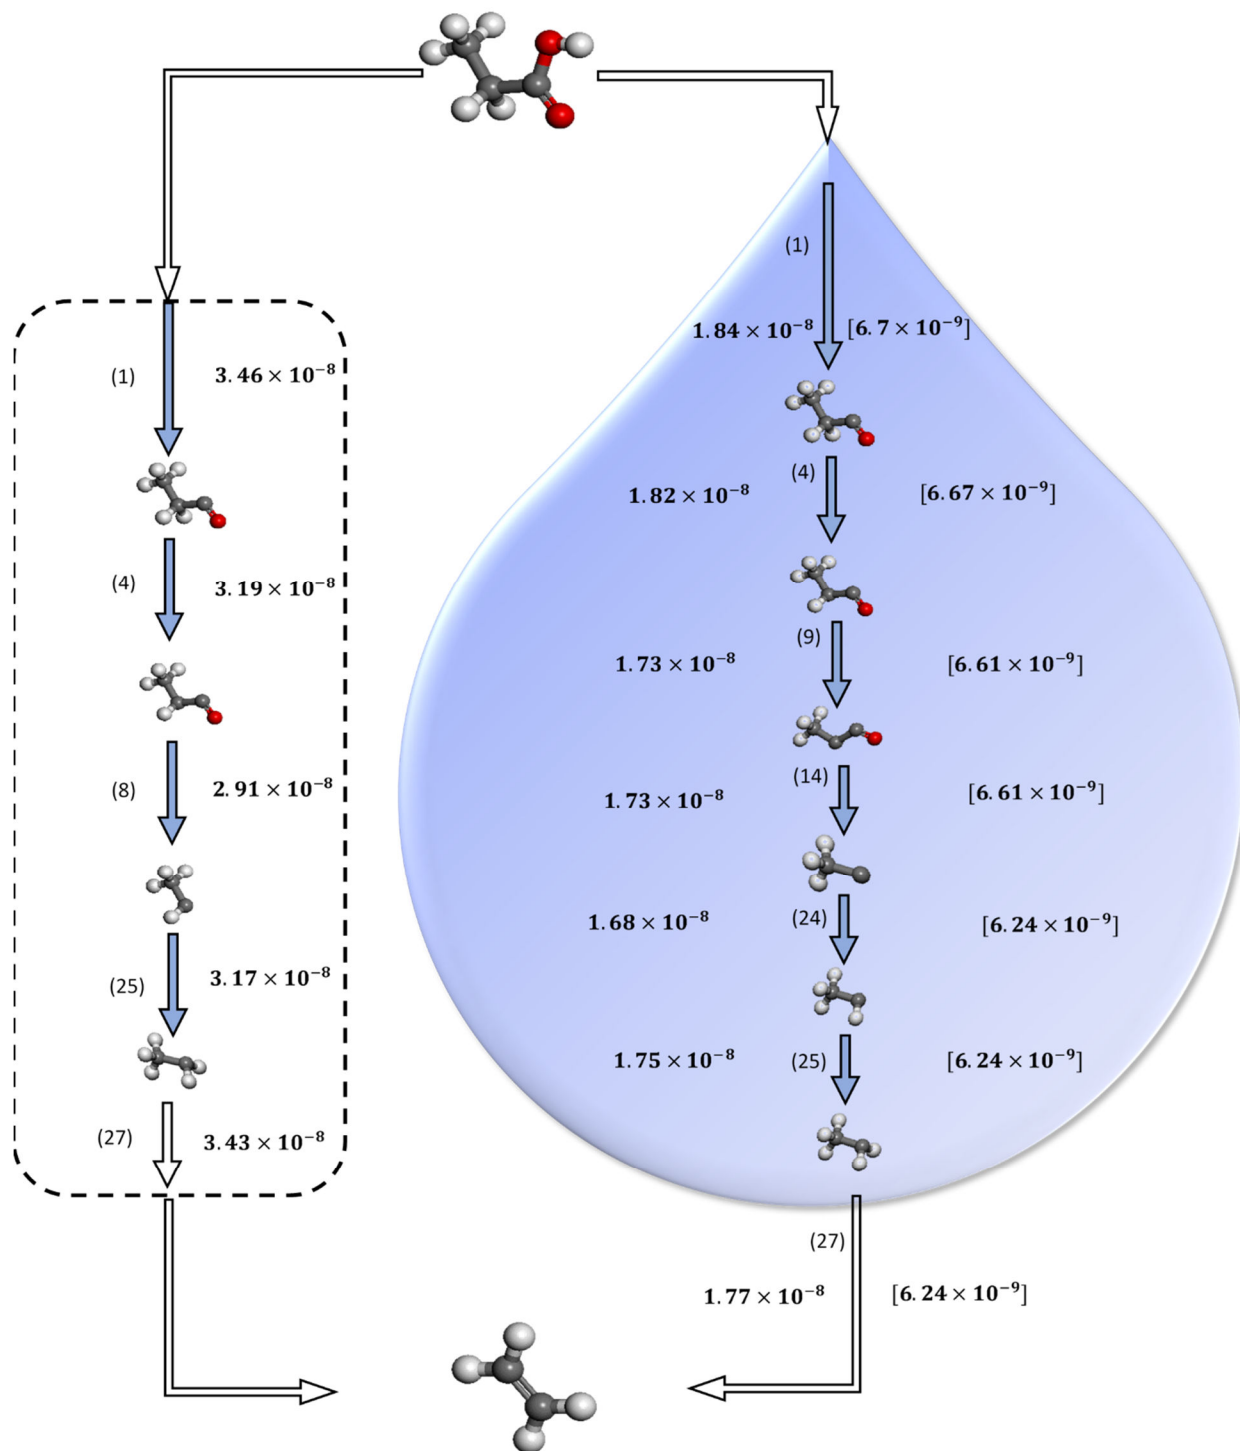 (1)
1.84 × 10⁻⁸ [6.7 × 10⁻⁹]
(1) 3.46 × 10⁻⁸
(4)
1.82 × 10⁻⁸ [6.67 × 10⁻⁹]
(4) 3.19 × 10⁻⁸
(9)
1.73 × 10⁻⁸ [6.61 × 10⁻⁹]
(8) 2.91 × 10⁻⁸
(14)
1.73 × 10⁻⁸ [6.61 × 10⁻⁹]
1.68 × 10⁻⁸ (24) [6.24 × 10⁻⁹]
(25) 3.17 × 10⁻⁸
1.75 × 10⁻⁸ (25) [6.24 × 10⁻⁹]
(27) 3.43 × 10⁻⁸
(27)
1.77 × 10⁻⁸ [6.24 × 10⁻⁹]